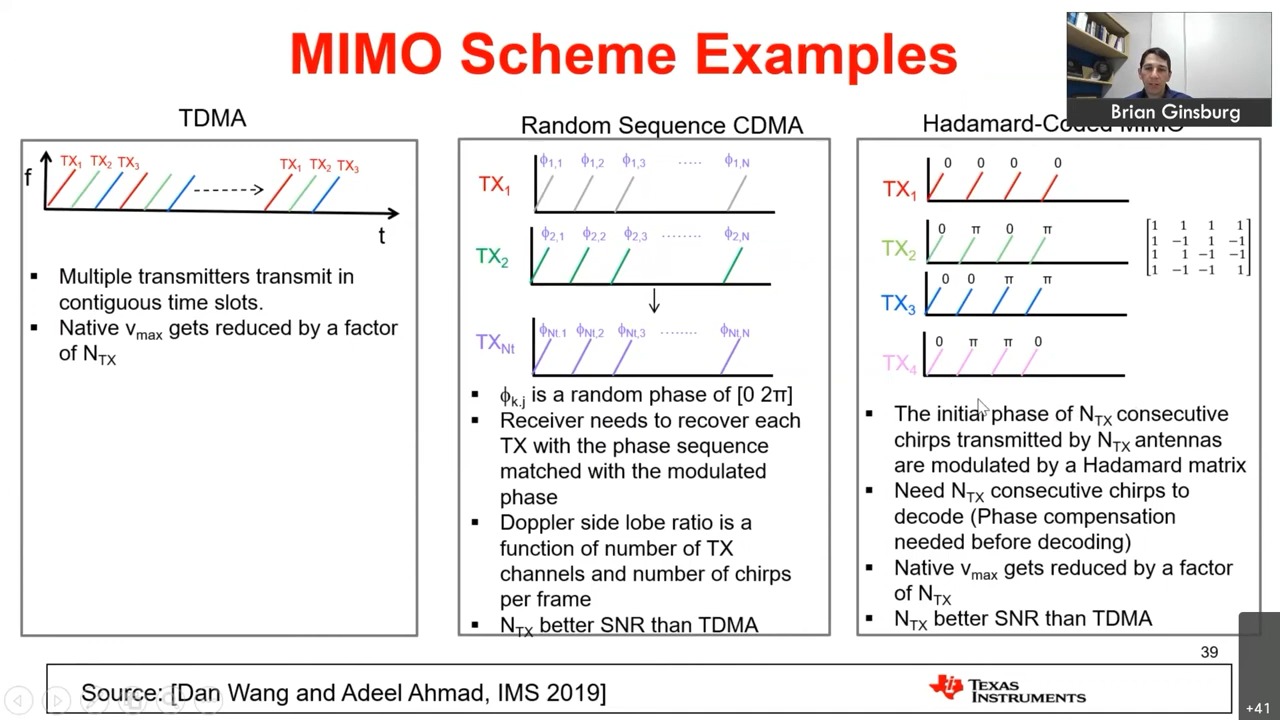 MIMO Scheme Examples
Brian Ginsburg
TDMA
f
TX1 TX2 TX3
TX1 TX2 TX3
t
▪ Multiple transmitters transmit in
contiguous time slots.
▪ Native vmax gets reduced by a factor
of NTX
Random Sequence CDMA
ϕ1,1 ϕ1,2 ϕ1,3 ..... ϕ1,N
TX1
ϕ2,1 ϕ2,2 ϕ2,3 ........ ϕ2,N
TX2
ϕNt,1 ϕNt,2 ϕNt,3 ........ ϕNt,N
TXNt
▪ ϕk.j is a random phase of [0 2π]
▪ Receiver needs to recover each
TX with the phase sequence
matched with the modulated
phase
▪ Doppler side lobe ratio is a
function of number of TX
channels and number of chirps
per frame
▪ NTX better SNR than TDMA
Hadamard-Coded MIMO
0 0 0 0
TX1
0 π 0 π
TX2
0 0 π π
TX3
0 π π 0
TX4
1 1 1 1
1 −1 1 −1
1 1 −1 −1
1 −1 −1 1
▪ The initial phase of NTX consecutive
chirps transmitted by NTX antennas
are modulated by a Hadamard matrix
▪ Need NTX consecutive chirps to
decode (Phase compensation
needed before decoding)
▪ Native vmax gets reduced by a factor
of NTX
▪ NTX better SNR than TDMA
39
Source: [Dan Wang and Adeel Ahmad, IMS 2019]
TEXAS
INSTRUMENTS
+41